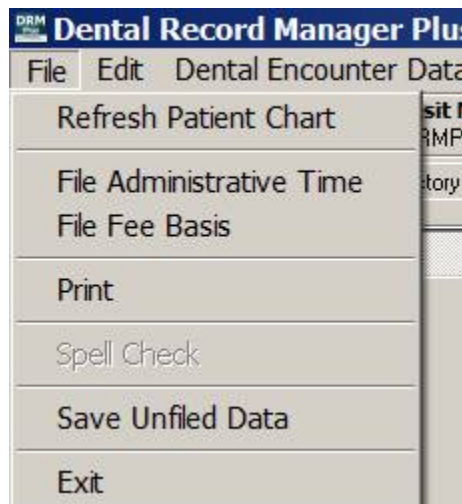 DRM
Plus
Dental Record Manager Plus
File Edit Dental Encounter Data
Refresh Patient Chart
File Administrative Time
File Fee Basis
Print
Spell Check
Save Unfiled Data
Exit